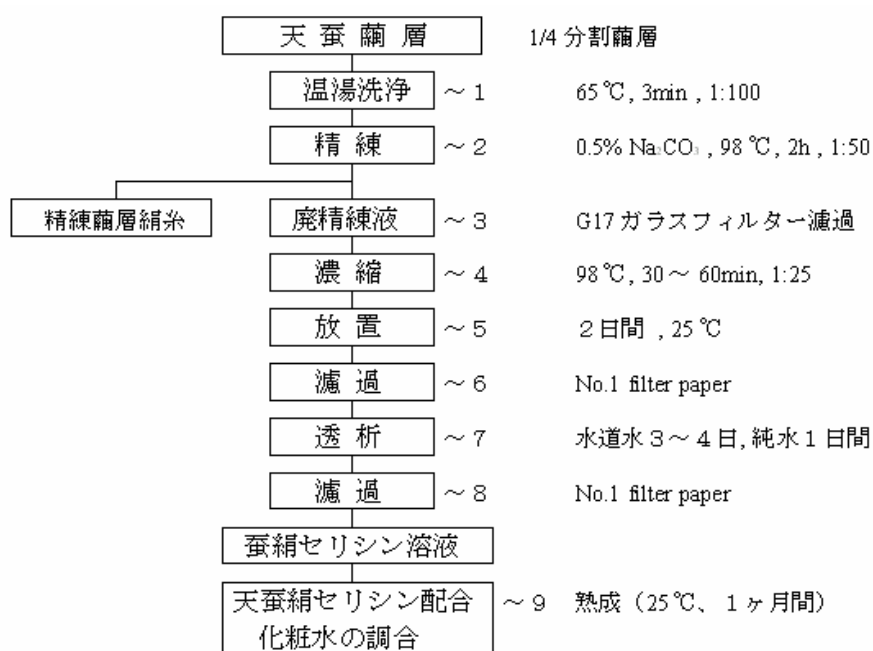 天 蚕 繭 層 1/4 分割繭層
温湯洗浄 ～ 1 65℃, 3min , 1:100
精 練 ～ 2 0.5% Na₂CO₃ , 98℃, 2h , 1:50
精練繭層絹糸 廃精練液 ～ 3 G17 ガラスフィルター濾過
濃 縮 ～ 4 98℃, 30～ 60min, 1:25
放 置 ～ 5 ２日間 , 25℃
濾 過 ～ 6 No.1 filter paper
透 析 ～ 7 水道水３～４日, 純水１日間
濾 過 ～ 8 No.1 filter paper
蚕絹セリシン溶液
天蚕絹セリシン配合 ～ 9 熟成（25℃、１ヶ月間）
化粧水の調合